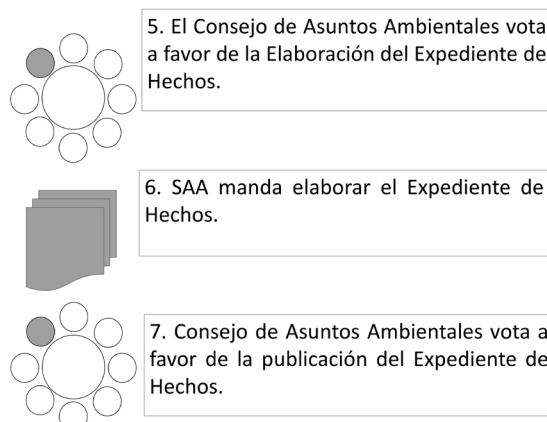 5. El Consejo de Asuntos Ambientales vota
a favor de la Elaboración del Expediente de
Hechos.
6. SAA manda elaborar el Expediente de
Hechos.
7. Consejo de Asuntos Ambientales vota a
favor de la publicación del Expediente de
Hechos.